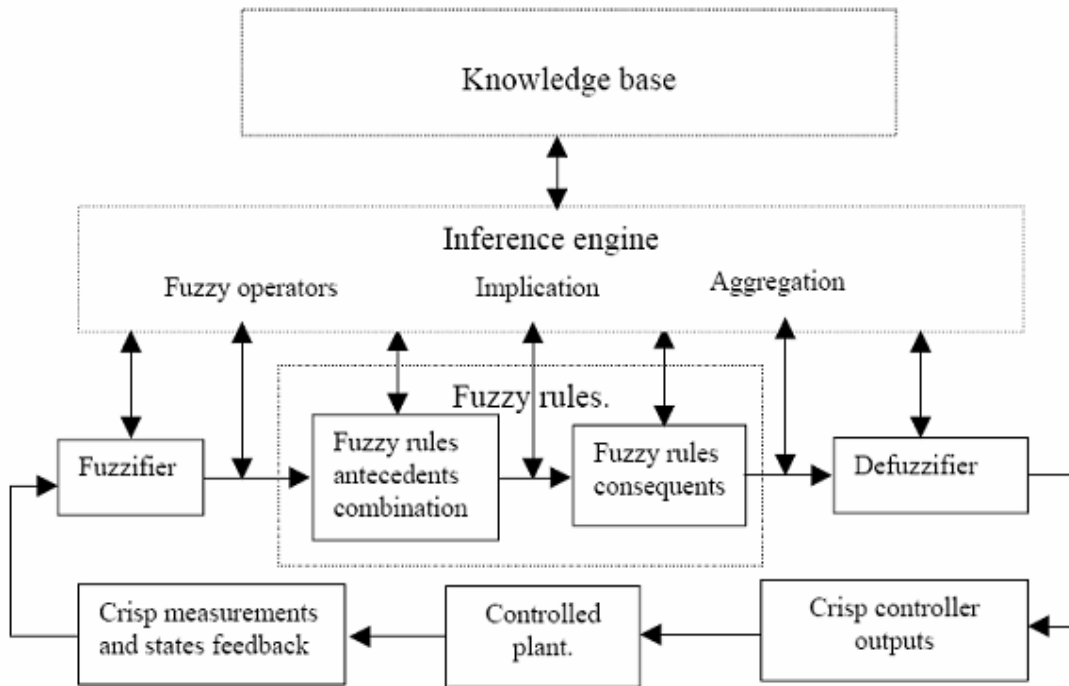 Knowledge base
Inference engine
Fuzzy operators
Implication
Aggregation
Fuzzy rules.
Fuzzifier
Fuzzy rules
antecedents
combination
Fuzzy rules
consequents
Defuzzifier
Crisp measurements
and states feedback
Controlled
plant.
Crisp controller
outputs